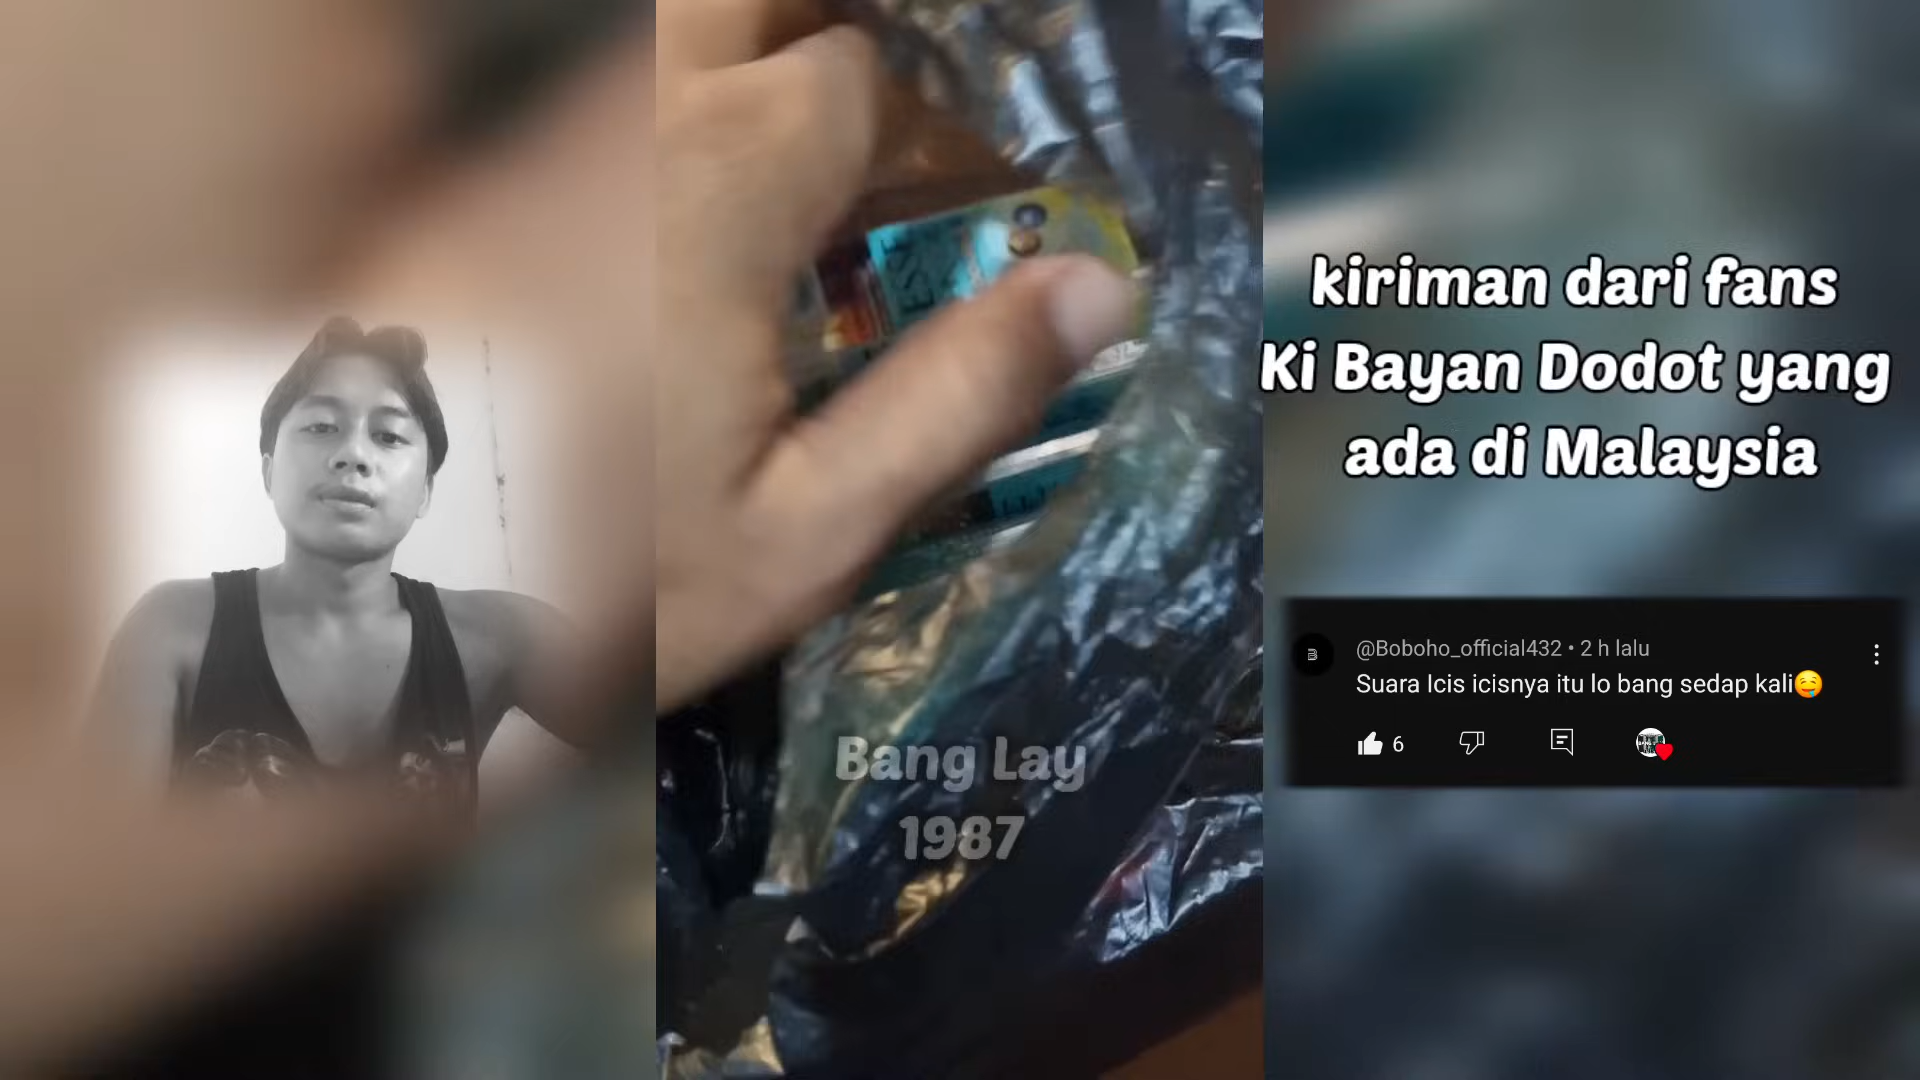 kiriman dari fans
Ki Bayan Dodot yang
ada di Malaysia
@Boboho_official432 • 2 h lalu
Suara Icis icisnya itu lo bang sedap kali🤤
6
Bang Lay
1987